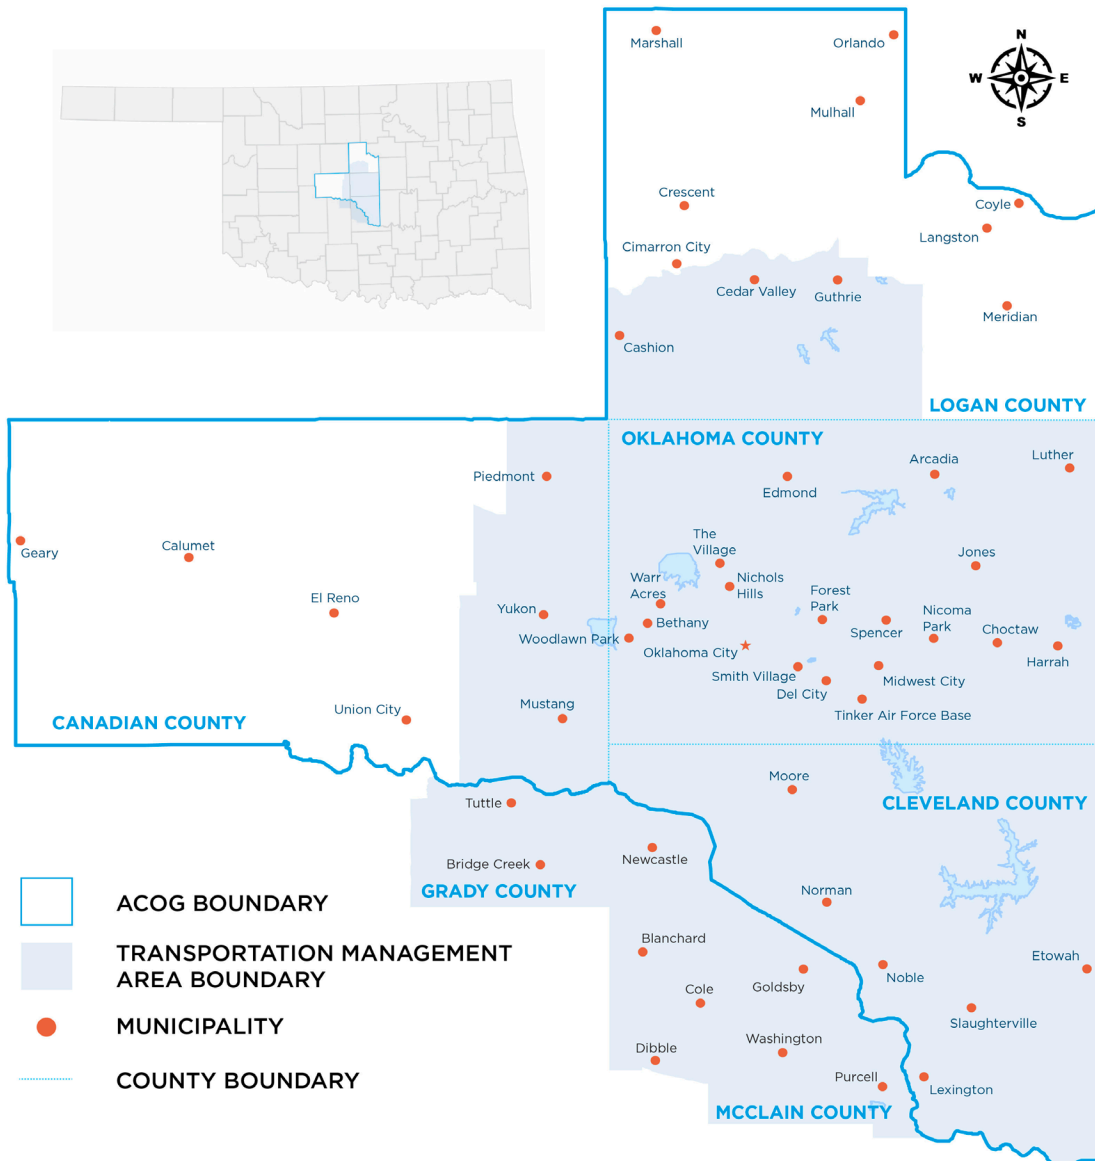 Marshall
Orlando
N
W
E
S
Mulhall
Crescent
Coyle
Langston
Cimarron City
Cedar Valley
Guthrie
Meridian
Cashion
LOGAN COUNTY
OKLAHOMA COUNTY
Piedmont
Edmond
Arcadia
Luther
Geary
Calumet
The
Village
Jones
Warr
Acres
Nichols
Hills
El Reno
Yukon
Forest
Park
Nicoma
Park
Bethany
Spencer
Choctaw
Woodlawn Park
Oklahoma City
Harrah
Smith Village
Midwest City
Del City
Union City
Mustang
Tinker Air Force Base
CANADIAN COUNTY
Moore
Tuttle
CLEVELAND COUNTY
Bridge Creek
Newcastle
GRADY COUNTY
Norman
Blanchard
Etowah
Goldsby
Noble
Cole
Slaughterville
Washington
Dibble
Purcell
Lexington
MCCLAIN COUNTY
ACOG BOUNDARY
TRANSPORTATION MANAGEMENT
AREA BOUNDARY
MUNICIPALITY
COUNTY BOUNDARY